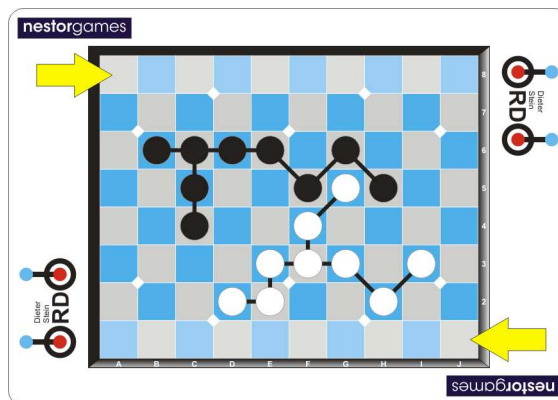 nestorgames
Dieter
Stein
ORDO
8
7
6
5
4
3
2
Dieter
Stein
ORDO
A B C D E F G H I J
nestorgames